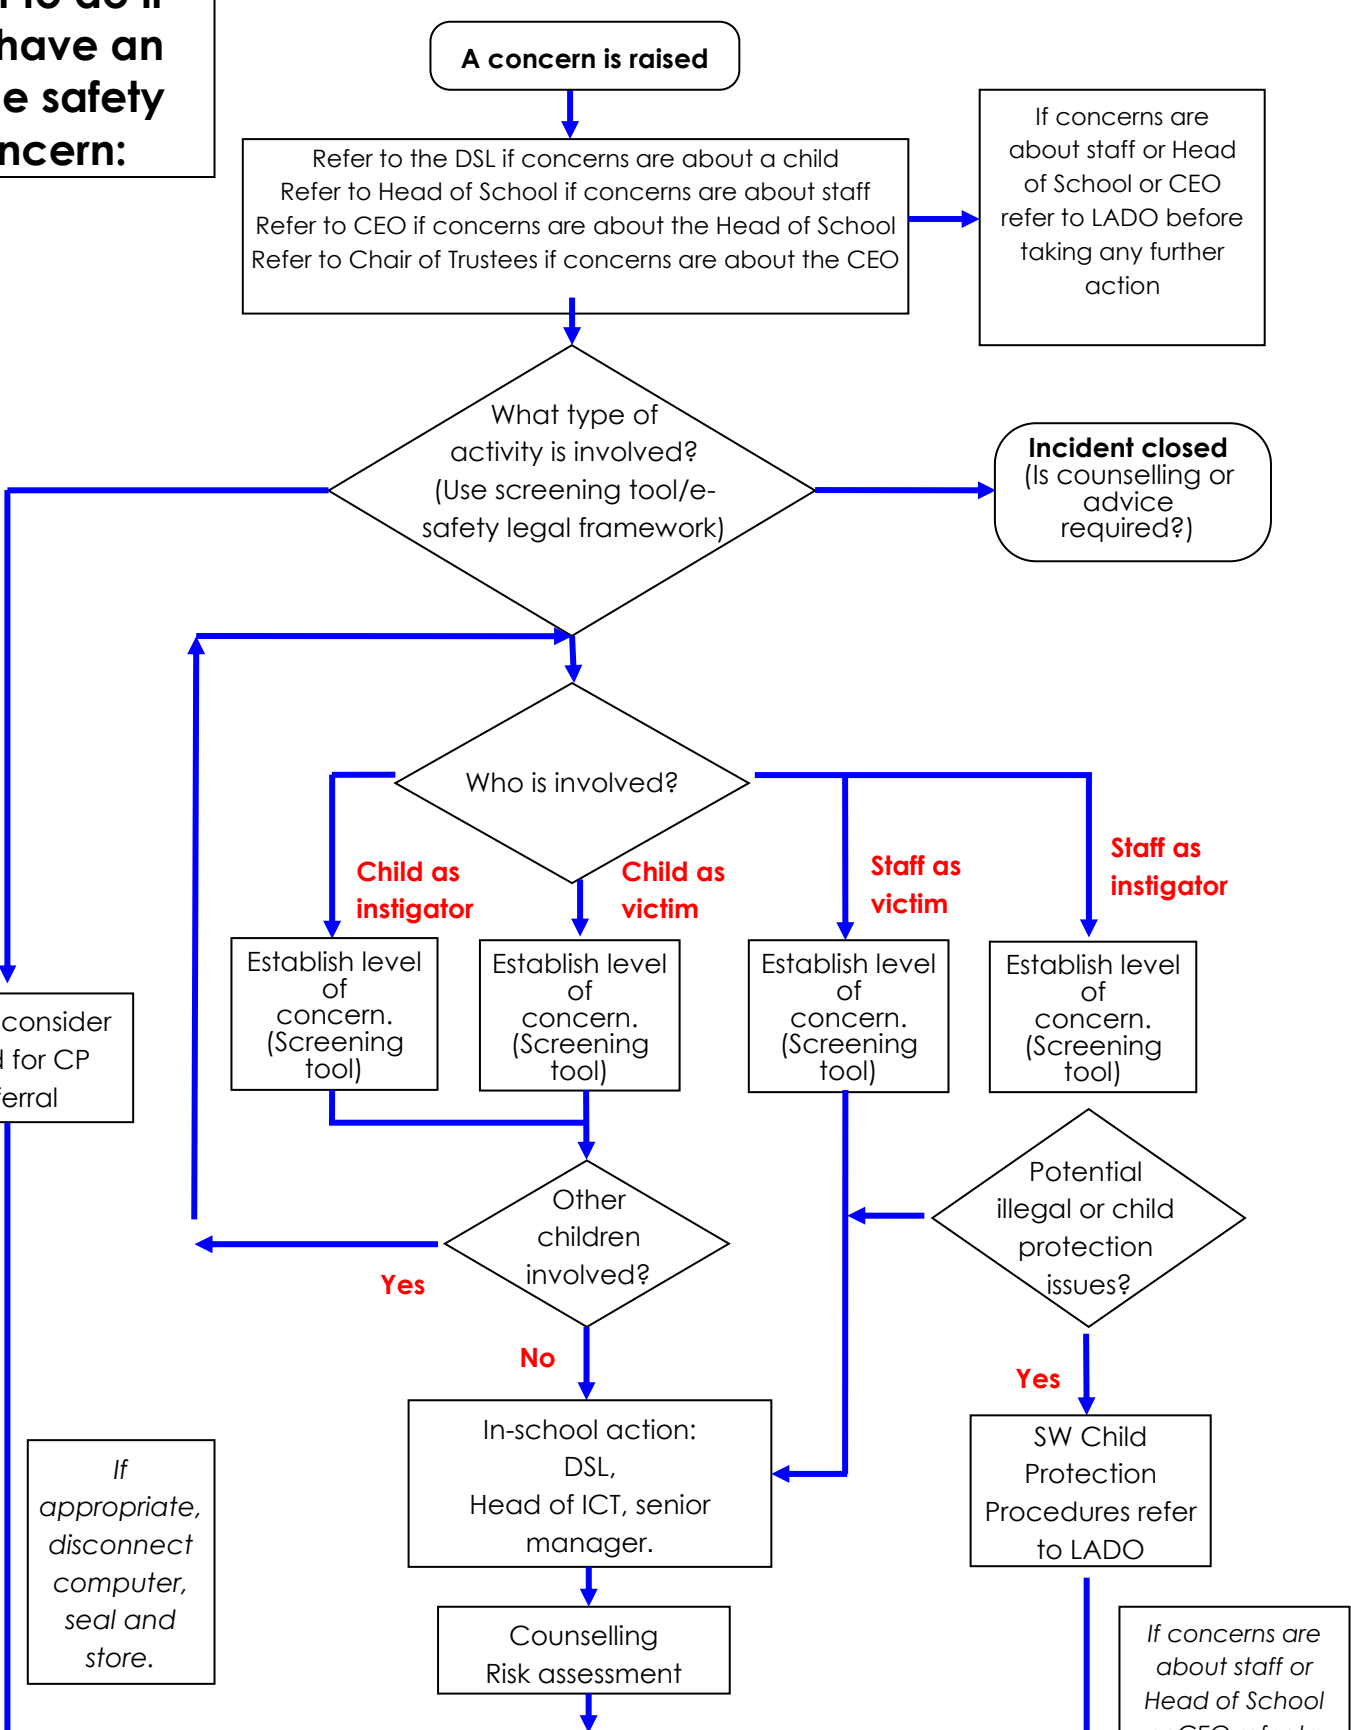 have an
safety
A concern is raised
Refer to the DSL if concerns are about a child
Refer to Head of School if concerns are about staff
Refer to CEO if concerns are about the Head of School
Refer to Chair of Trustees if concerns are about the CEO
If concerns are
about staff or Head
of School or CEO
refer to LADO before
taking any further
action
What type of
activity is involved?
(Use screening tool/e-
safety legal framework)
Incident closed
(Is counselling or
advice
required?)
Who is involved?
Child as
instigator
Child as
victim
Staff as
victim
Staff as
instigator
Establish level
of
concern.
(Screening
tool)
Establish level
of
concern.
(Screening
tool)
Establish level
of
concern.
(Screening
tool)
Establish level
of
concern.
(Screening
tool)
consider
for CP
Other
children
involved?
Yes
No
Potential
illegal or child
protection
issues?
Yes
In-school action:
DSL,
Head of ICT, senior
manager.
SW Child
Protection
Procedures refer
to LADO
If
appropriate,
disconnect
computer,
seal and
store.
Counselling
Risk assessment
If concerns are
about staff or
Head of School